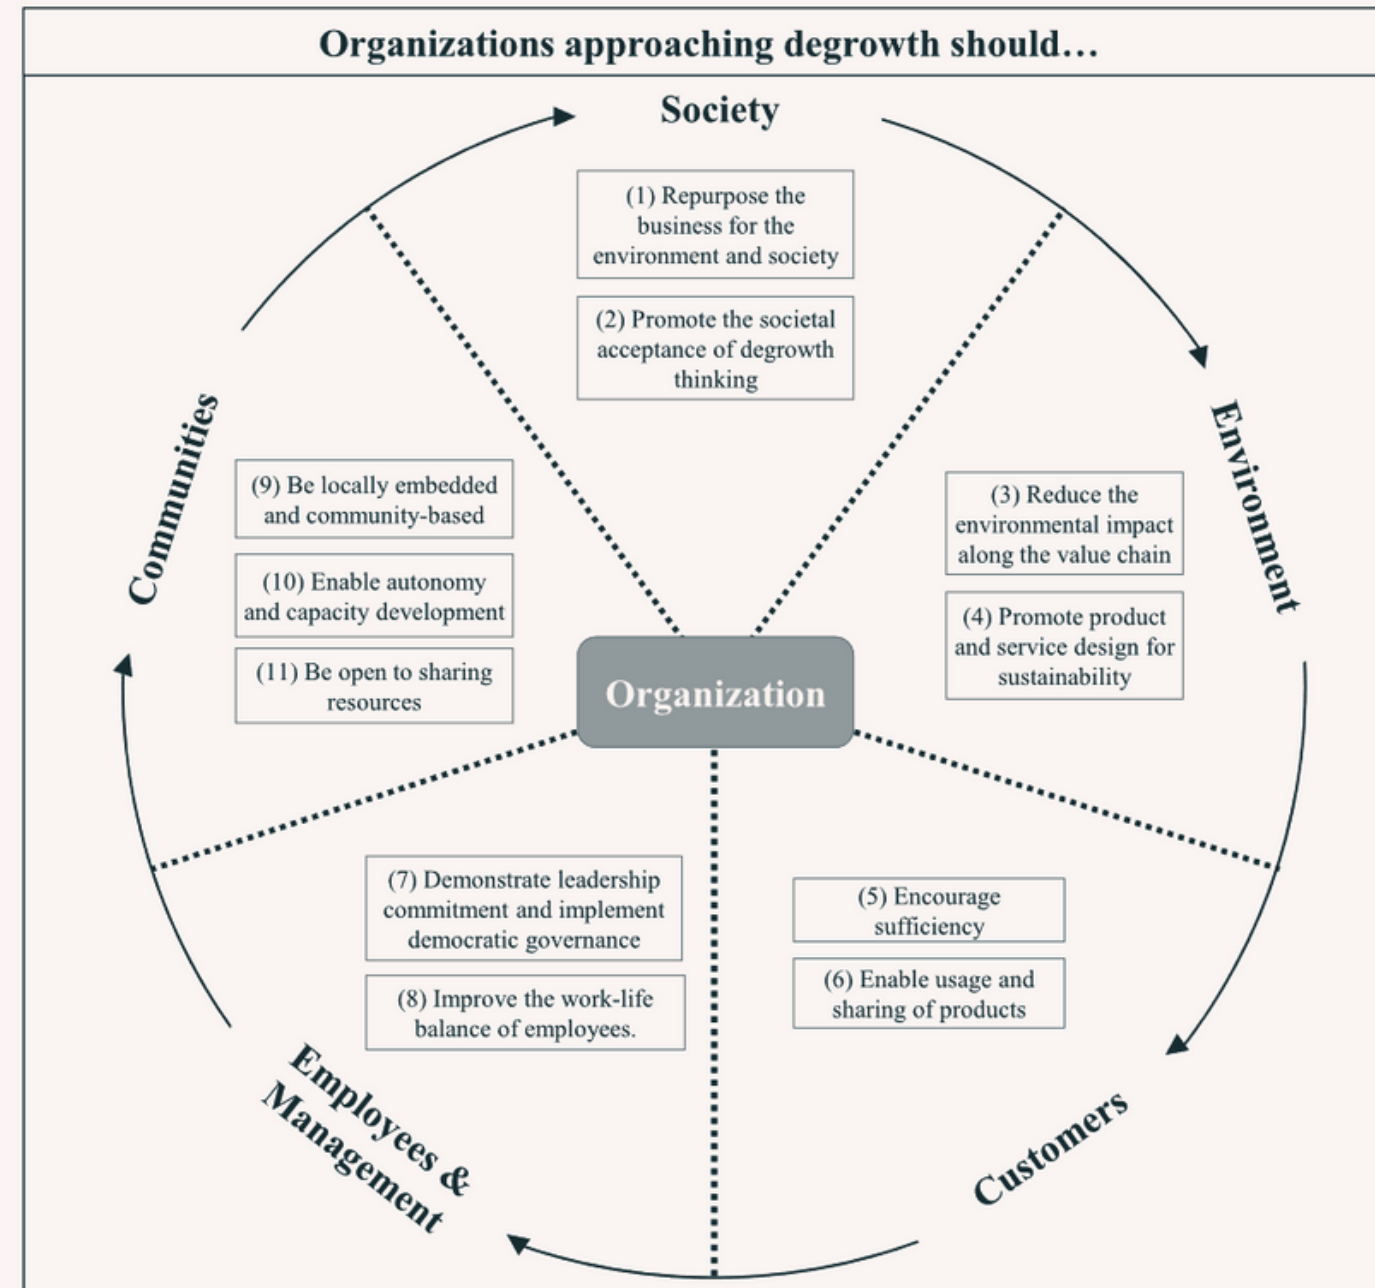 Organizations approaching degrowth should…
Society
(1) Repurpose the
business for the
environment and society
(2) Promote the societal
acceptance of degrowth
thinking
Environment
(3) Reduce the
environmental impact
along the value chain
(4) Promote product
and service design for
sustainability
Customers
(5) Encourage
sufficiency
(6) Enable usage and
sharing of products
Employees &
Management
(7) Demonstrate leadership
commitment and implement
democratic governance
(8) Improve the work-life
balance of employees.
Communities
(9) Be locally embedded
and community-based
(10) Enable autonomy
and capacity development
(11) Be open to sharing
resources
Organization